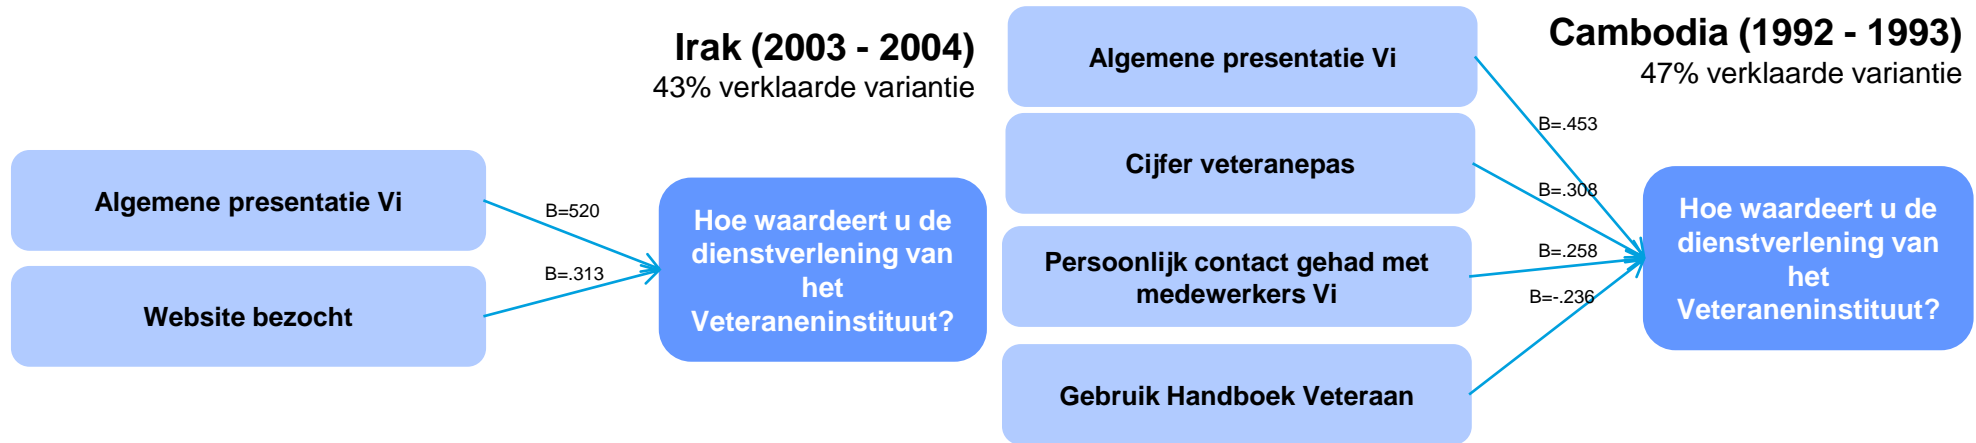 Irak (2003 - 2004)
43% verklaarde variantie
Algemene presentatie Vi
Website bezocht
B=520
B=.313
Hoe waardeert u de
dienstverlening van
het
Veteraneninstituut?
Cambodia (1992 - 1993)
47% verklaarde variantie
Algemene presentatie Vi
Cijfer veteranepas
Persoonlijk contact gehad met
medewerkers Vi
Gebruik Handboek Veteraan
B=.453
B=.308
B=.258
B=-.236
Hoe waardeert u de
dienstverlening van
het
Veteraneninstituut?